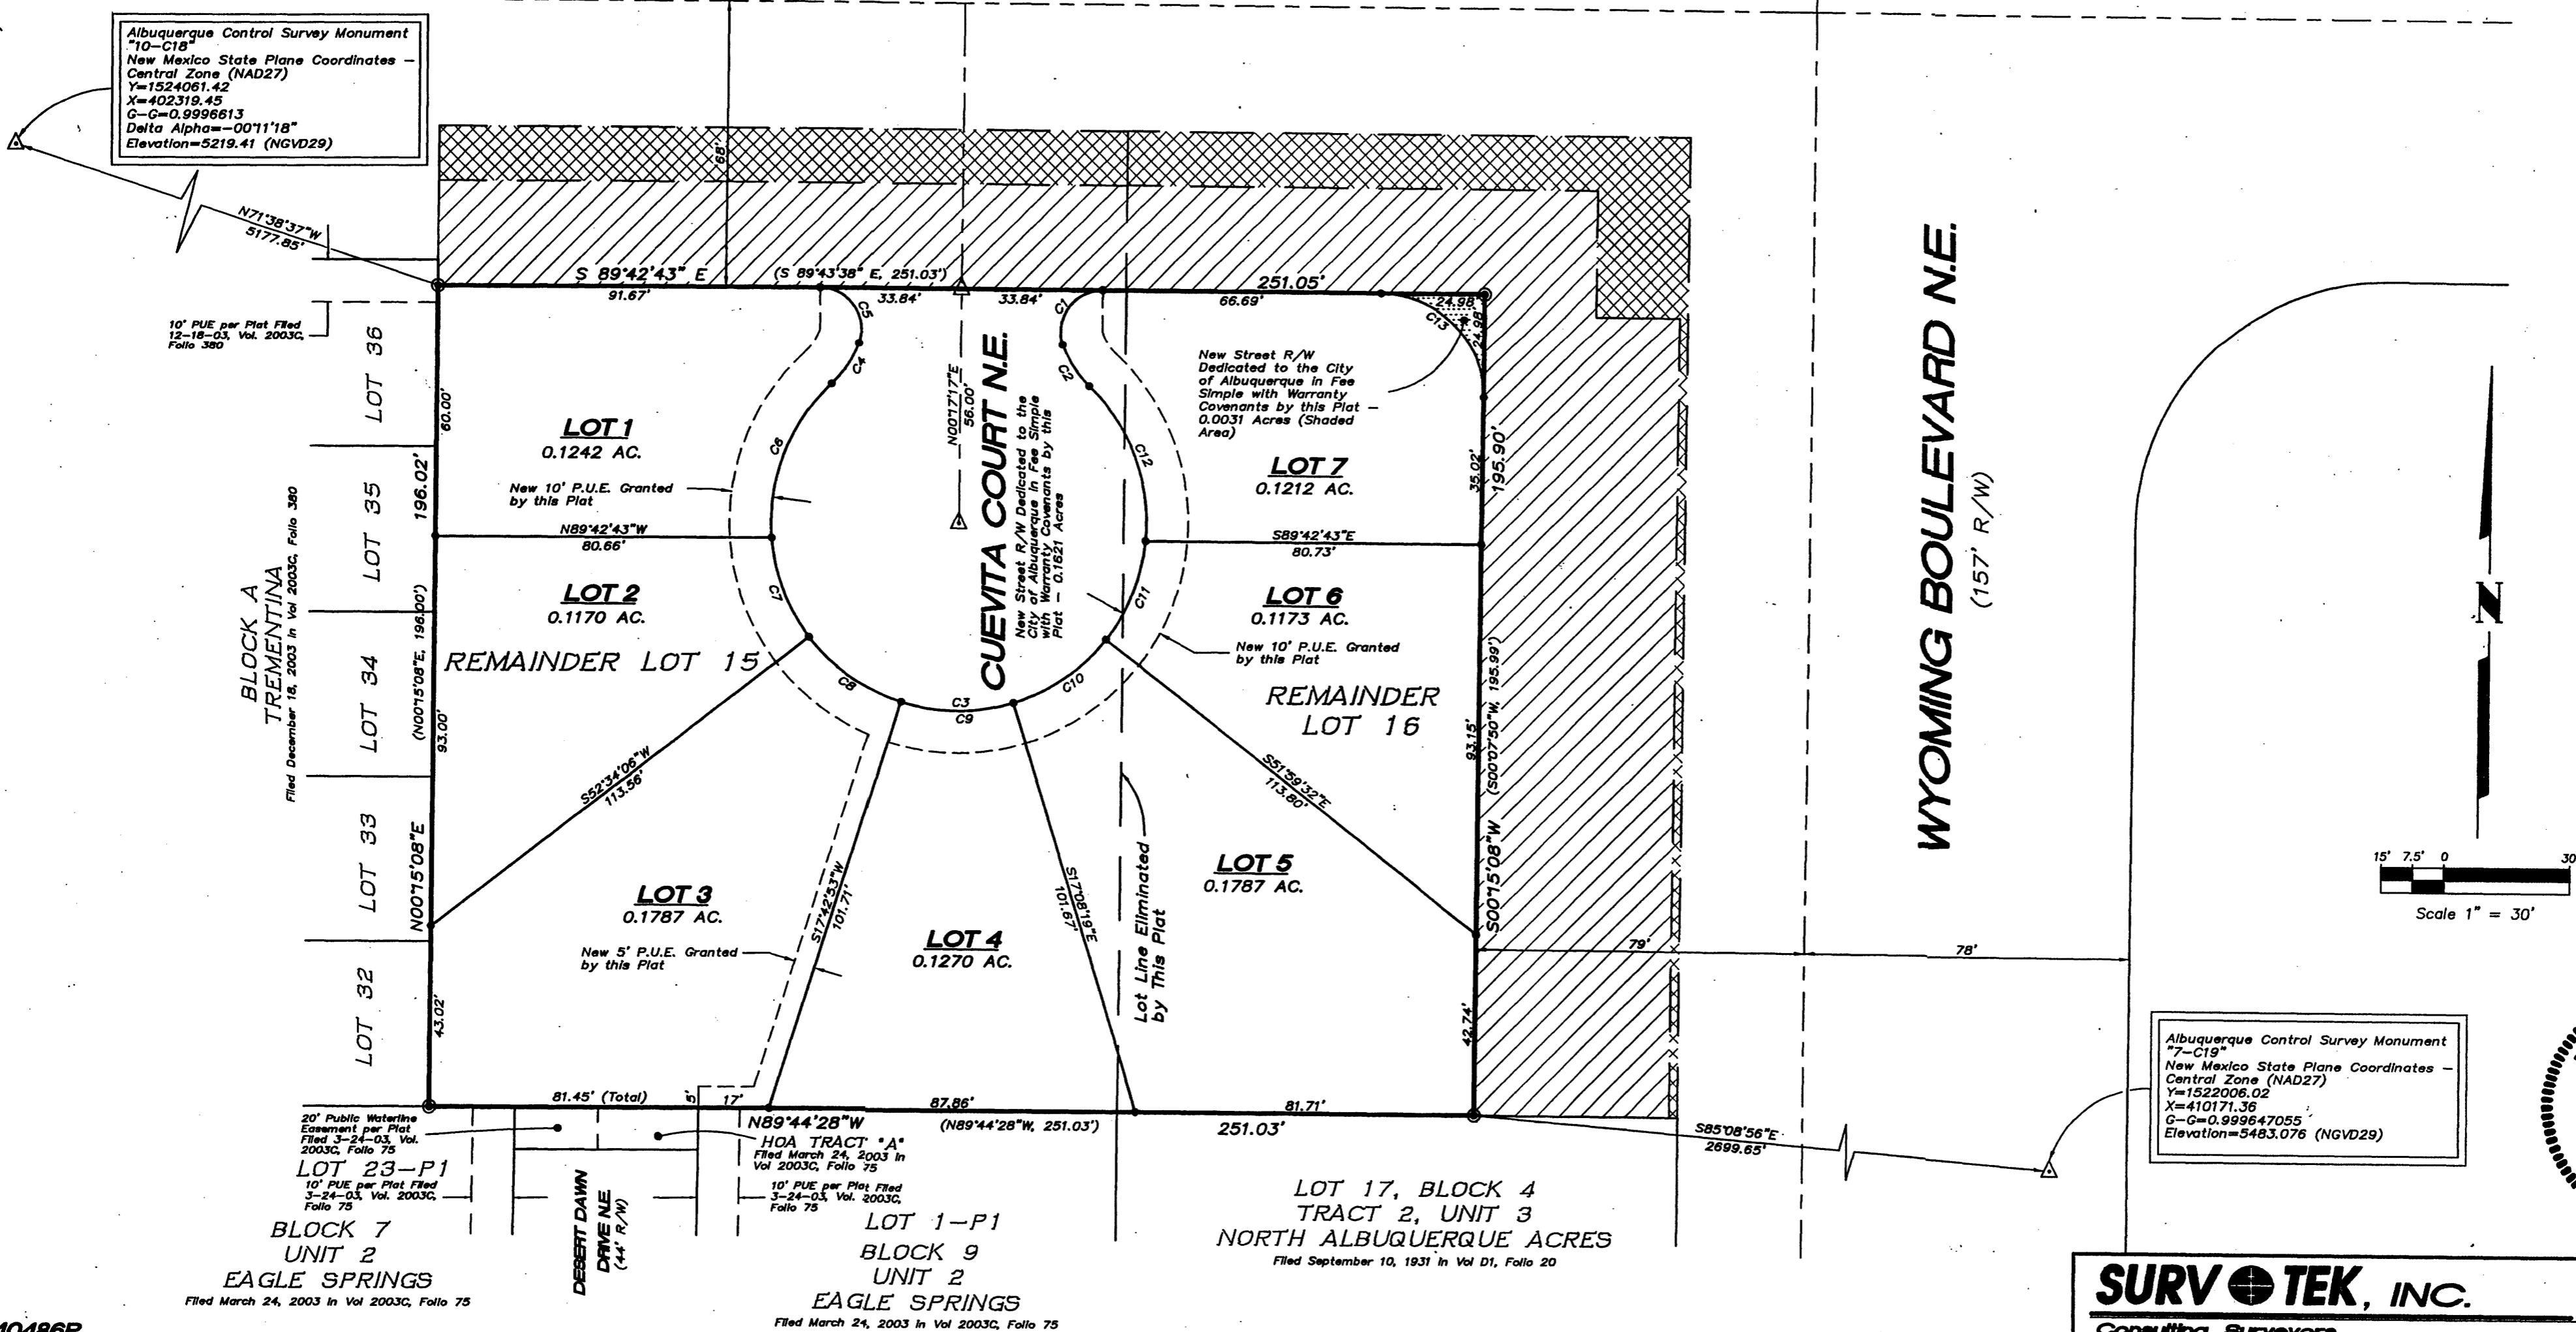 Albuquerque Control Survey Monument
"10-C18"
New Mexico State Plane Coordinates -
Central Zone (NAD27)
Y=1524061.42
X=402319.45
G-G=0.9996613
Delta Alpha=-00°11'18"
Elevation=5219.41 (NGVD29)
N71°38'37"W
5177.85'
68'
S 89°42'43" E
(S 89°43'38" E, 251.03')
251.05'
91.67'
33.84'
33.84'
66.69'
24.98'
24.98'
C5
C1
C13
C4
C2
10' PUE per Plat Filed
12-18-03, Vol. 2003C,
Folio 380
LOT 36
LOT 35
LOT 34
LOT 33
LOT 32
BLOCK A
TREMENTINA
Filed December 18, 2003 in Vol 2003C, Folio 380
60.00'
196.02'
(N00°15'08"E, 196.00')
93.00'
N00°15'08"E
43.02'
LOT 1
0.1242 AC.
New 10' P.U.E. Granted
by this Plat
C6
N89°42'43"W
80.66'
LOT 2
0.1170 AC.
C7
REMAINDER LOT 15
C8
C3
C9
C10
C11
C12
N00°17'17"E
56.00'
CUEVITA COURT N.E.
New Street R/W Dedicated to the
City of Albuquerque in Fee Simple
with Warranty Covenants by this
Plat - 0.1621 Acres
New Street R/W
Dedicated to the City
of Albuquerque in Fee
Simple with Warranty
Covenants by this Plat -
0.0031 Acres (Shaded
Area)
LOT 7
0.1212 AC.
35.02'
195.90'
S89°42'43"E
80.73'
LOT 6
0.1173 AC.
New 10' P.U.E. Granted
by this Plat
REMAINDER
LOT 16
(S00°07'50"W, 195.99')
93.15'
S00°15'08"W
42.74'
S52°34'06"W
113.56'
S51°59'32"E
113.80'
LOT 3
0.1787 AC.
New 5' P.U.E. Granted
by this Plat
S17°42'53"W
101.71'
LOT 4
0.1270 AC.
S17°08'19"E
101.67'
Lot Line Eliminated
by This Plat
LOT 5
0.1787 AC.
WYOMING BOULEVARD N.E.
(157' R/W)
79'
78'
N
15' 7.5' 0 30
Scale 1" = 30'
81.45' (Total)
5'
17'
87.86'
81.71'
N89°44'28"W
(N89°44'28"W, 251.03')
251.03'
S85°08'56"E
2699.65'
Albuquerque Control Survey Monument
"7-C19"
New Mexico State Plane Coordinates -
Central Zone (NAD27)
Y=1522006.02
X=410171.36
G-G=0.999647055
Elevation=5483.076 (NGVD29)
20' Public Waterline
Easement per Plat
Filed 3-24-03, Vol.
2003C, Folio 75
HOA TRACT "A"
Filed March 24, 2003 in
Vol 2003C, Folio 75
LOT 23-P1
10' PUE per Plat Filed
3-24-03, Vol. 2003C,
Folio 75
BLOCK 7
UNIT 2
EAGLE SPRINGS
Filed March 24, 2003 in Vol 2003C, Folio 75
DESERT DAWN
DRIVE N.E.
(44' R/W)
10' PUE per Plat Filed
3-24-03, Vol. 2003C,
Folio 75
LOT 1-P1
BLOCK 9
UNIT 2
EAGLE SPRINGS
Filed March 24, 2003 in Vol 2003C, Folio 75
LOT 17, BLOCK 4
TRACT 2, UNIT 3
NORTH ALBUQUERQUE ACRES
Filed September 10, 1931 in Vol D1, Folio 20
SURV TEK, INC.
Consulting Surveyors